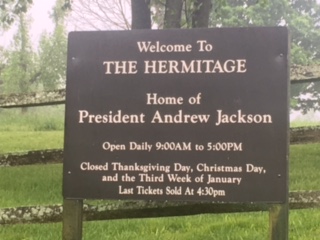 Welcome To
THE HERMITAGE
Home of
President Andrew Jackson
Open Daily 9:00AM to 5:00PM
Closed Thanksgiving Day, Christmas Day,
and the Third Week of January
Last Tickets Sold At 4:30pm